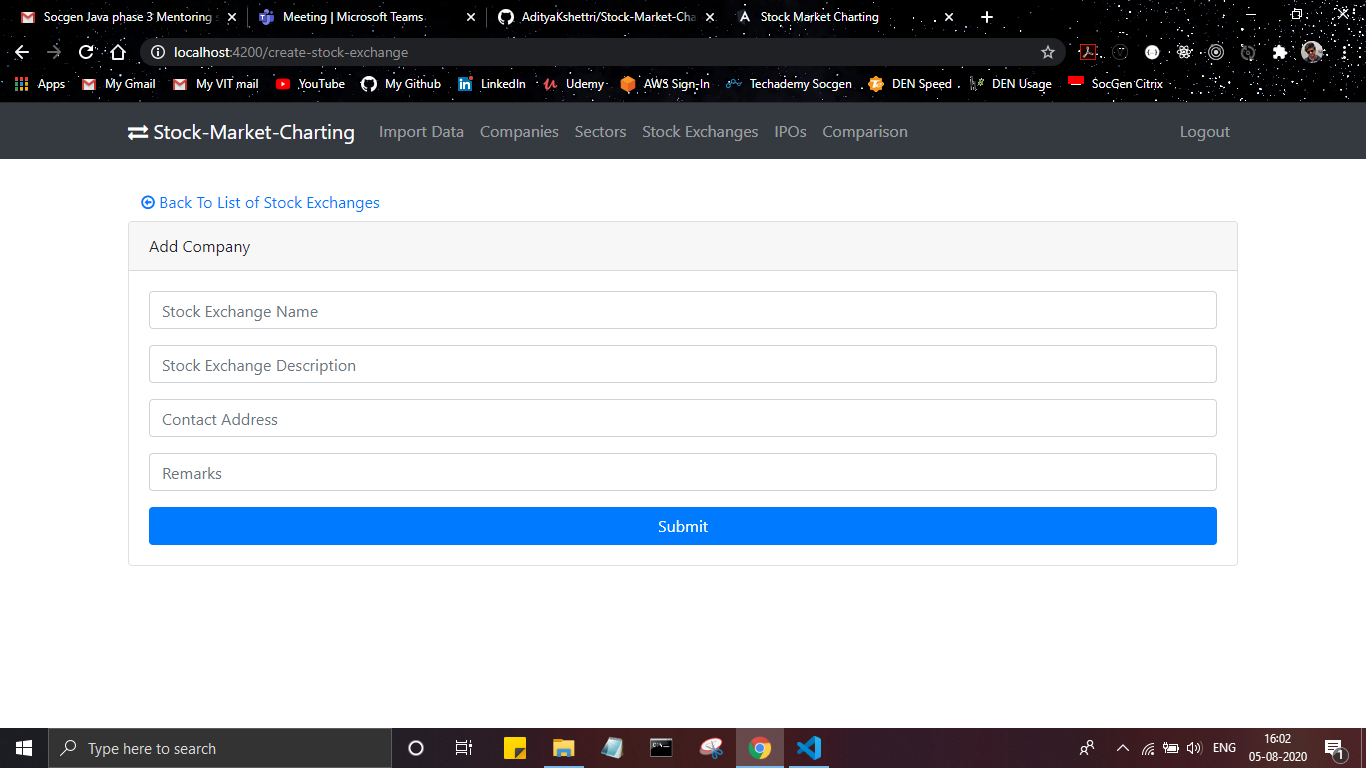 Socgen Java phase 3 Mentoring
Meeting | Microsoft Teams
AdityaKshettri/Stock-Market-Cha
Stock Market Charting
localhost:4200/create-stock-exchange
Apps My Gmail My VIT mail YouTube My Github LinkedIn Udemy AWS Sign-In Techademy Socgen DEN Speed DEN Usage SocGen Citrix
Stock-Market-Charting Import Data Companies Sectors Stock Exchanges IPOs Comparison Logout
Back To List of Stock Exchanges
Add Company
Stock Exchange Name
Stock Exchange Description
Contact Address
Remarks
Submit
Type here to search
ENG
16:02
05-08-2020
1